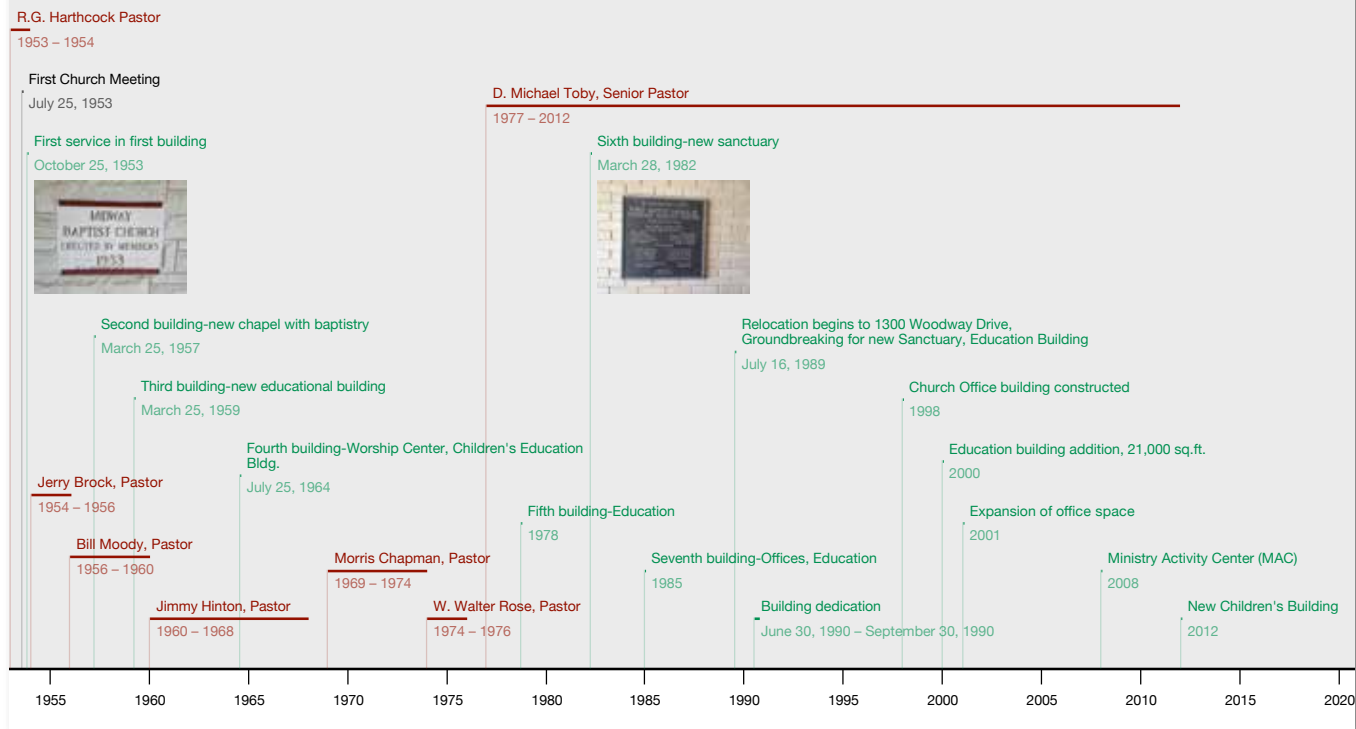 R.G. Harthcock Pastor
1953 – 1954
First Church Meeting
July 25, 1953
D. Michael Toby, Senior Pastor
1977 – 2012
First service in first building
October 25, 1953
Sixth building-new sanctuary
March 28, 1982
MIDWAY
BAPTIST CHURCH
ERECTED BY MEMBERS
1953
Second building-new chapel with baptistry
March 25, 1957
Relocation begins to 1300 Woodway Drive,
Groundbreaking for new Sanctuary, Education Building
July 16, 1989
Third building-new educational building
March 25, 1959
Church Office building constructed
1998
Fourth building-Worship Center, Children's Education
Bldg.
July 25, 1964
Education building addition, 21,000 sq.ft.
2000
Jerry Brock, Pastor
1954 – 1956
Fifth building-Education
1978
Expansion of office space
2001
Bill Moody, Pastor
1956 – 1960
Morris Chapman, Pastor
1969 – 1974
Seventh building-Offices, Education
1985
Ministry Activity Center (MAC)
2008
Jimmy Hinton, Pastor
1960 – 1968
W. Walter Rose, Pastor
1974 – 1976
Building dedication
June 30, 1990 – September 30, 1990
New Children's Building
2012
1955 1960 1965 1970 1975 1980 1985 1990 1995 2000 2005 2010 2015 2020